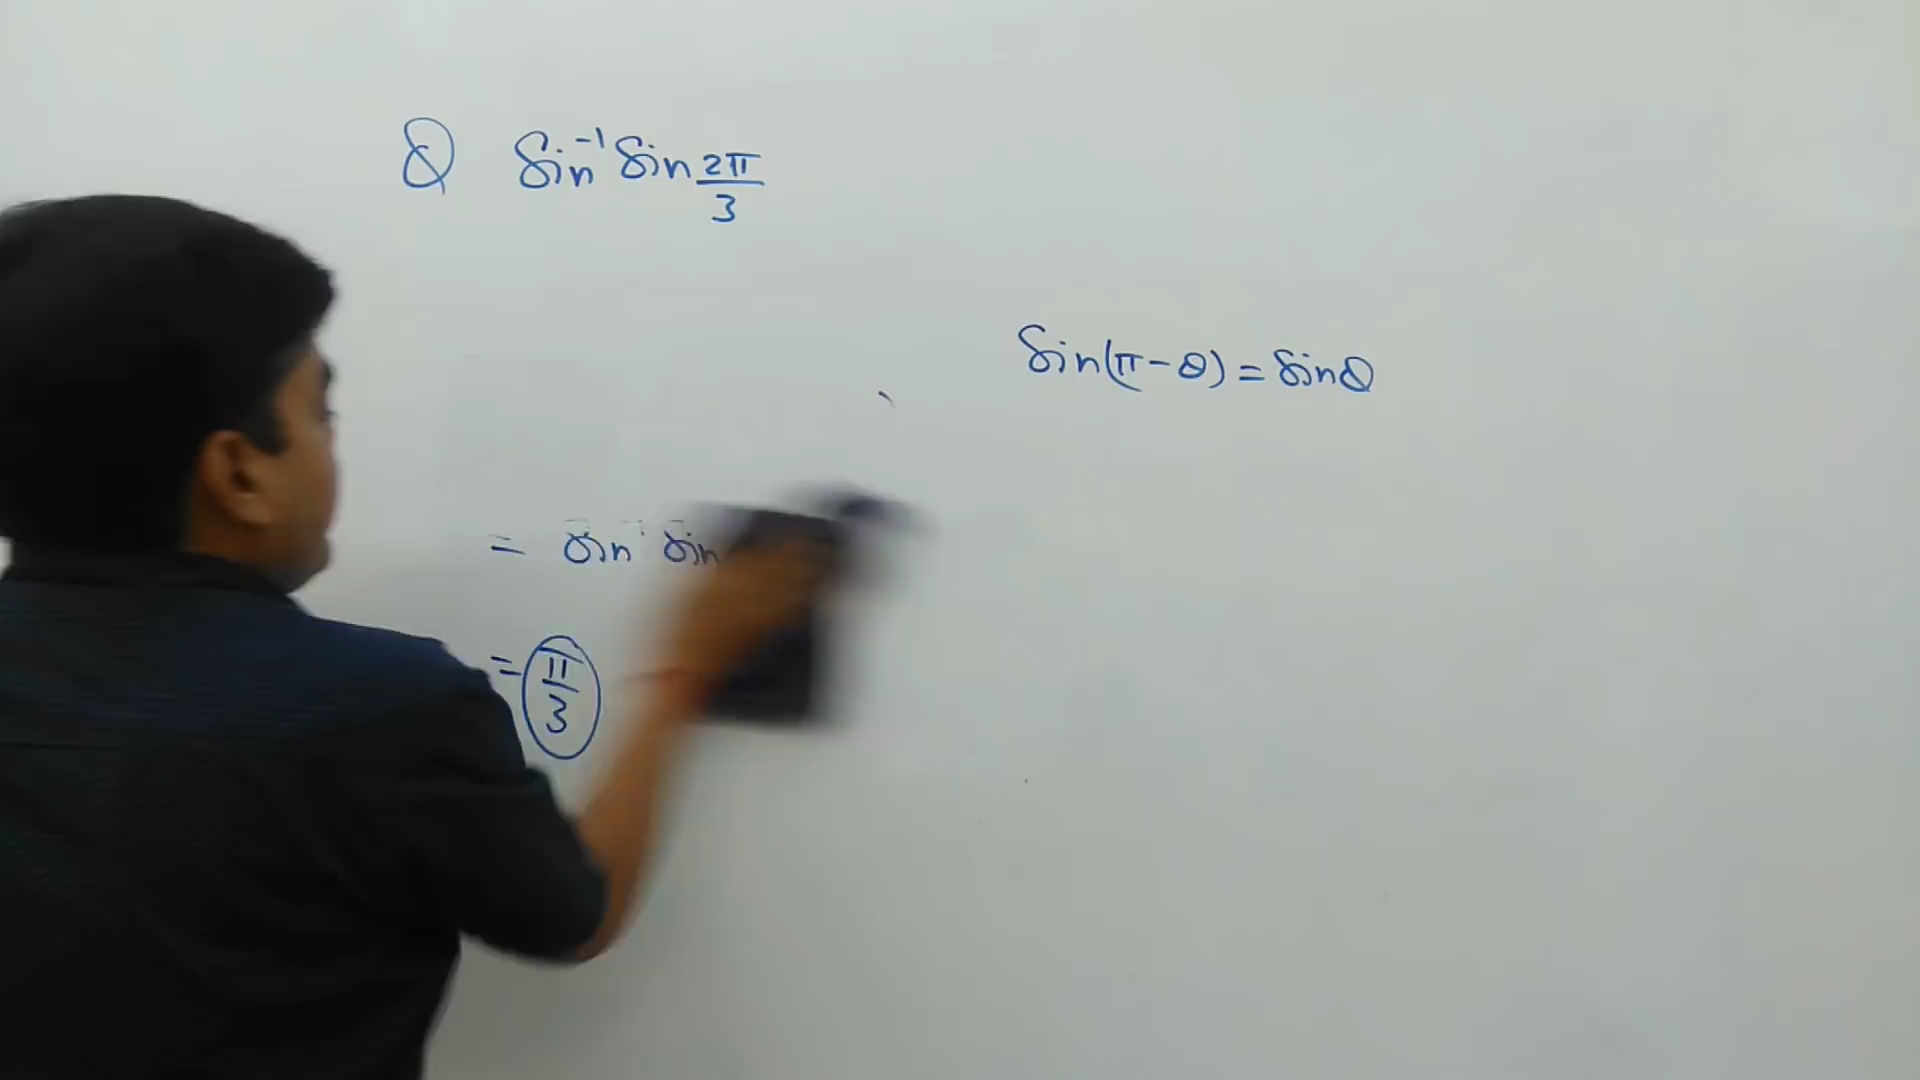 Q sin⁻¹ sin 2π/3
sin(π-θ) = sinθ
= sin⁻¹ sin
= π/3